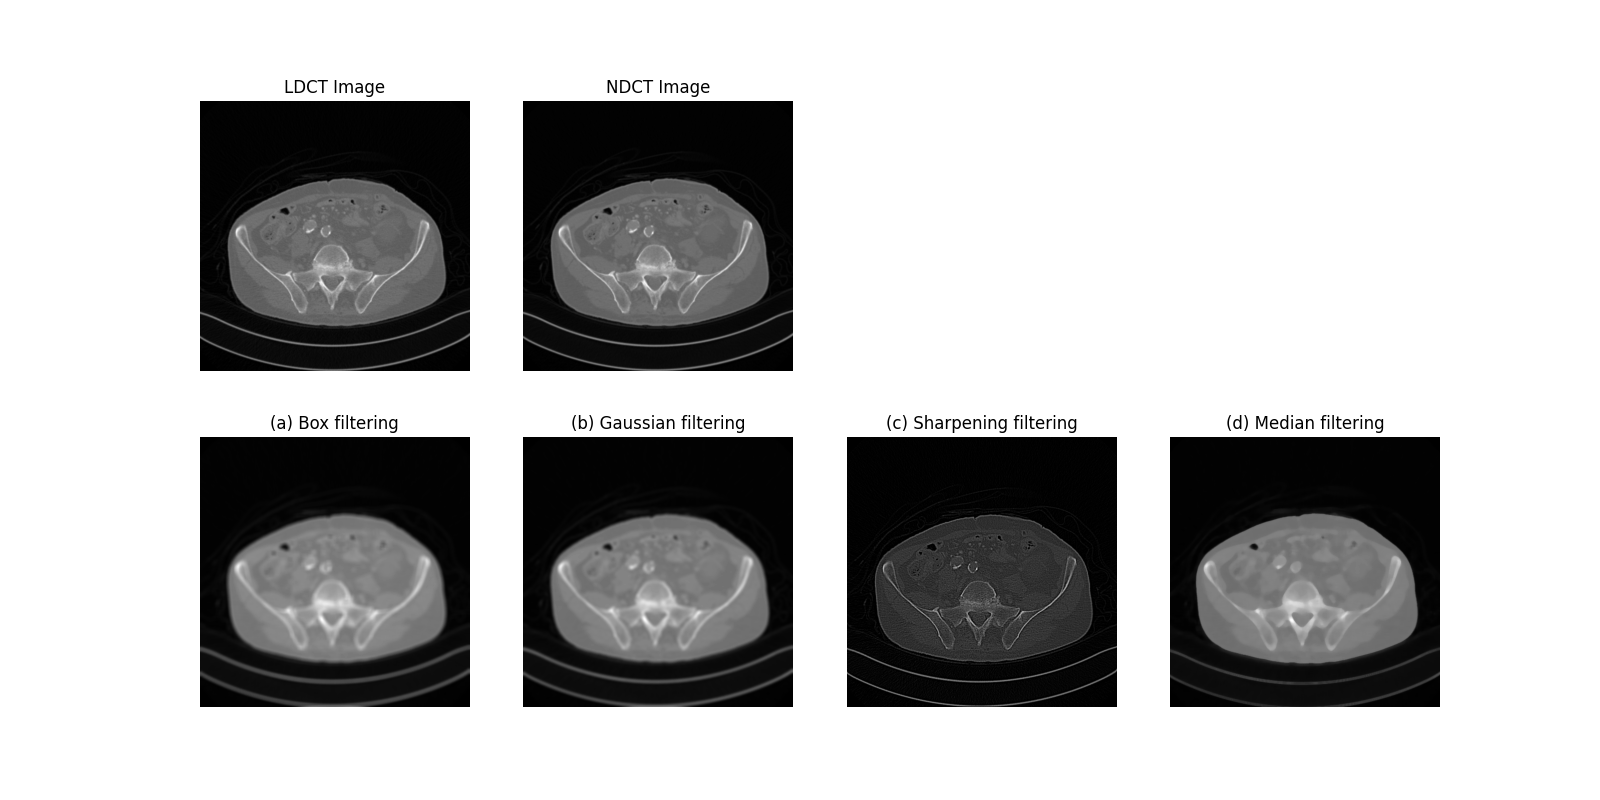 LDCT Image
NDCT Image
(a) Box filtering
(b) Gaussian filtering
(c) Sharpening filtering
(d) Median filtering